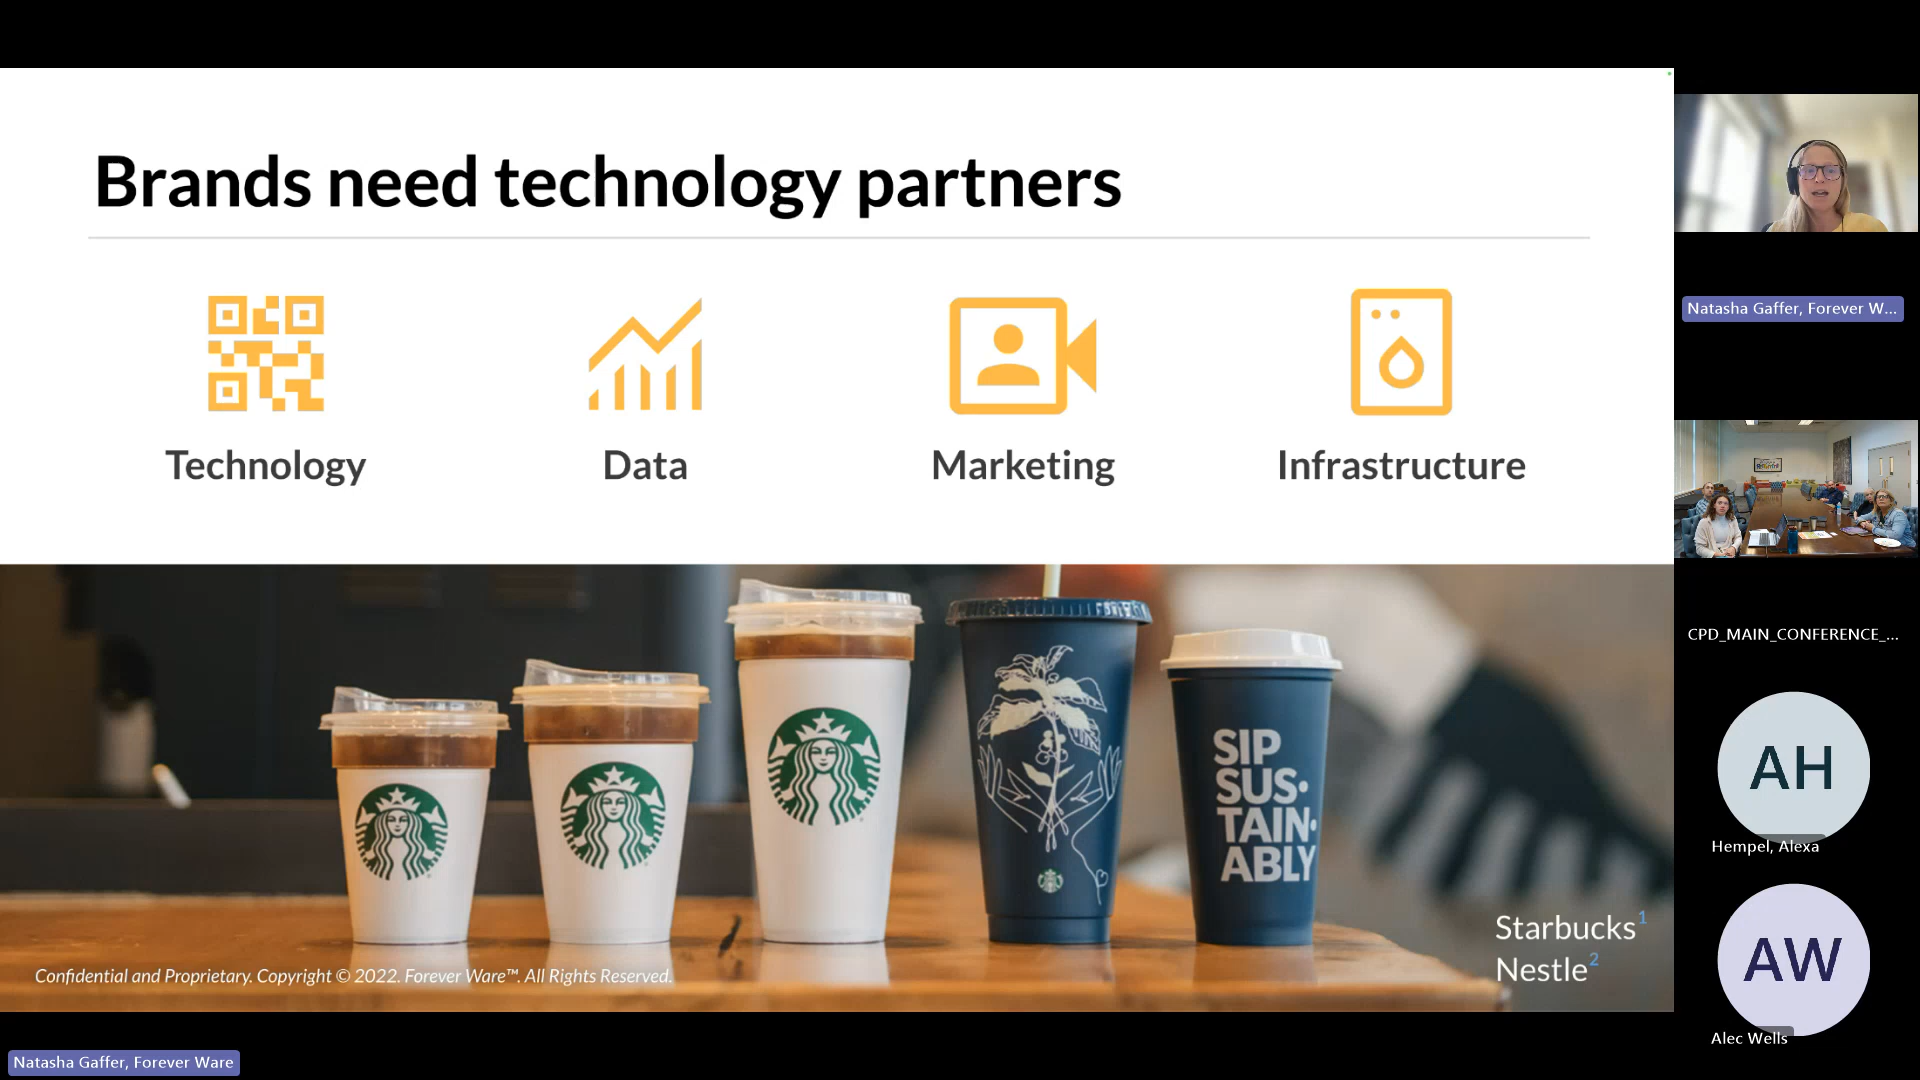 Brands need technology partners
Technology
Data
Marketing
Infrastructure
SIP
SUS·
TAIN·
ABLY
Starbucks1
Nestle2
Confidential and Proprietary. Copyright © 2022. Forever Ware™. All Rights Reserved.
Natasha Gaffer, Forever Ware
Natasha Gaffer, Forever W...
CPD_MAIN_CONFERENCE_...
AH
Hempel, Alexa
AW
Alec Wells